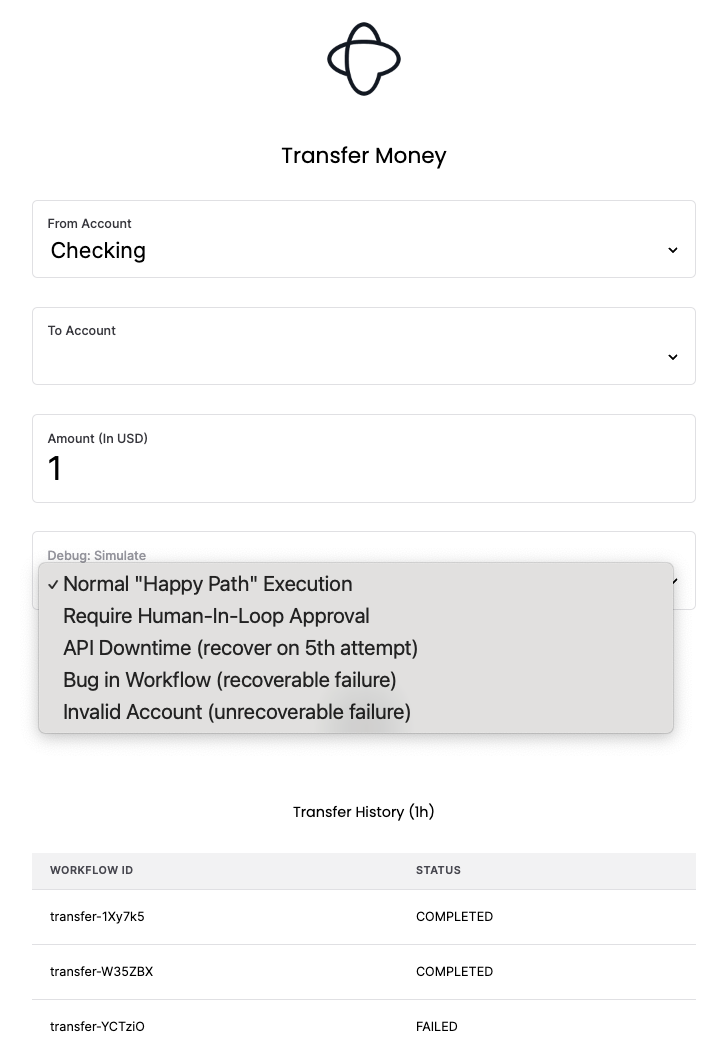 Transfer Money
From Account
Checking
To Account
Amount (In USD)
1
Debug: Simulate
✓ Normal "Happy Path" Execution
Require Human-In-Loop Approval
API Downtime (recover on 5th attempt)
Bug in Workflow (recoverable failure)
Invalid Account (unrecoverable failure)
Transfer History (1h)
WORKFLOW ID STATUS
transfer-1Xy7k5 COMPLETED
transfer-W35ZBX COMPLETED
transfer-YCTziO FAILED